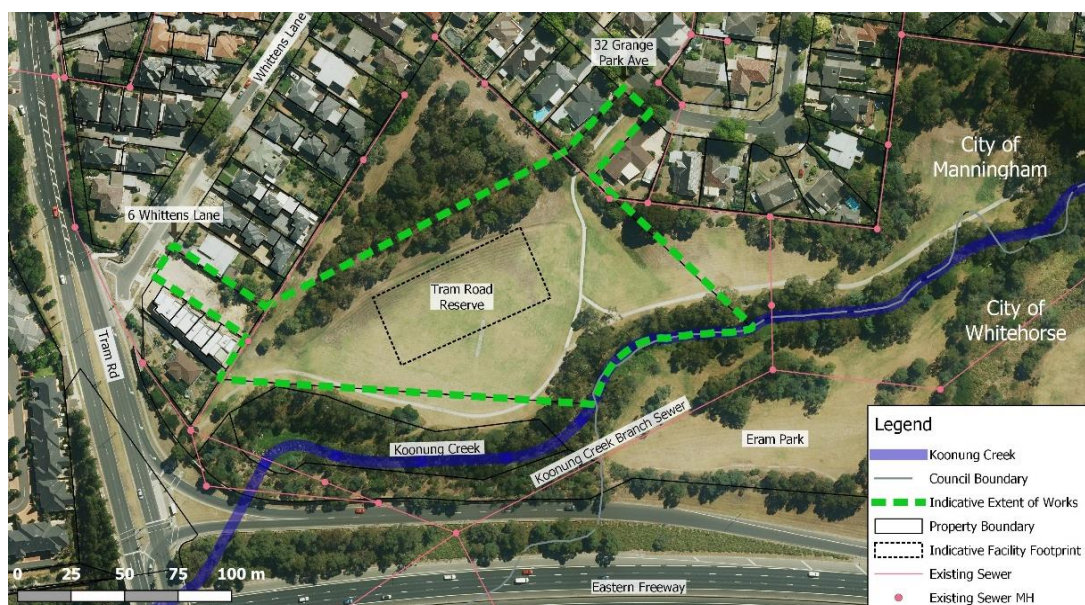 32 Grange
Park Ave
Whittens Lane
City of
Manningham
6 Whittens Lane
Tram Road
Reserve
City of
Whitehorse
Tram Rd
Koonung Creek
Koonung Creek Branch Sewer
Eram Park
Eastern Freeway
0 25 50 75 100 m
Legend
Koonung Creek
Council Boundary
Indicative Extent of Works
Property Boundary
Indicative Facility Footprint
Existing Sewer
Existing Sewer MH